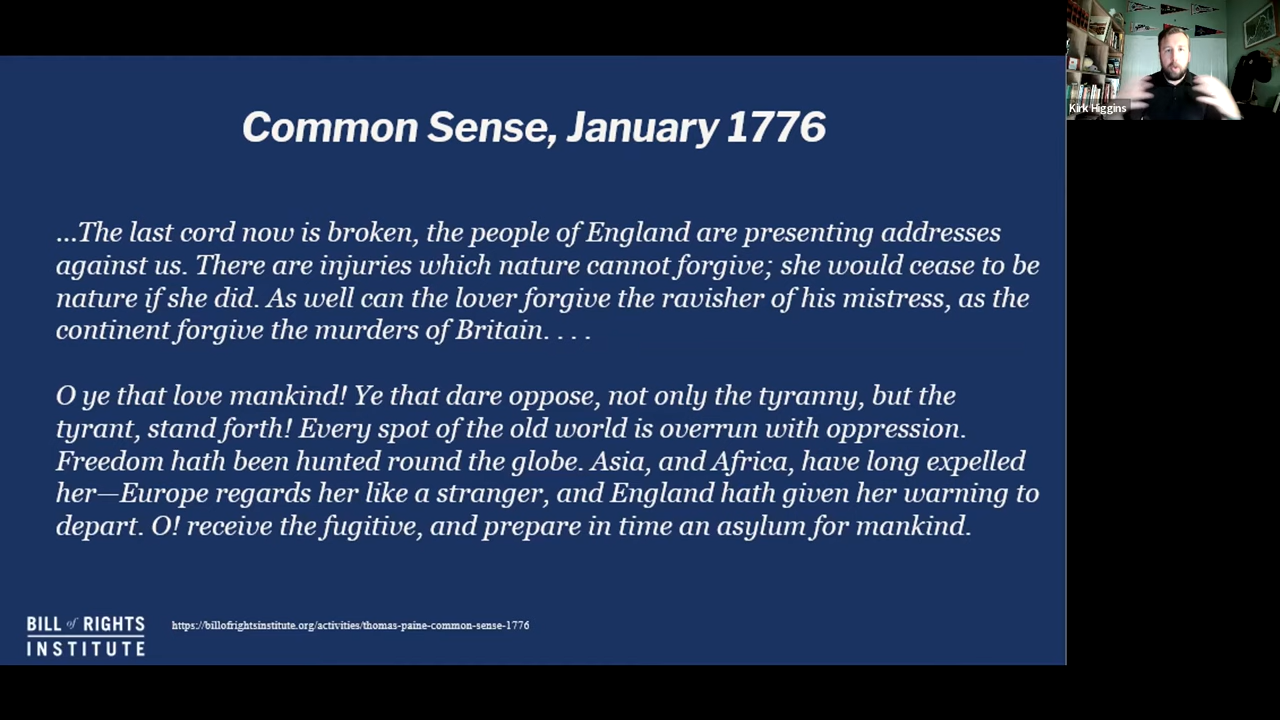 Common Sense, January 1776
Kirk Higgins
...The last cord now is broken, the people of England are presenting addresses
against us. There are injuries which nature cannot forgive; she would cease to be
nature if she did. As well can the lover forgive the ravisher of his mistress, as the
continent forgive the murders of Britain. . . .
O ye that love mankind! Ye that dare oppose, not only the tyranny, but the
tyrant, stand forth! Every spot of the old world is overrun with oppression.
Freedom hath been hunted round the globe. Asia, and Africa, have long expelled
her—Europe regards her like a stranger, and England hath given her warning to
depart. O! receive the fugitive, and prepare in time an asylum for mankind.
BILL of RIGHTS
INSTITUTE
https://billofrightsinstitute.org/activities/thomas-paine-common-sense-1776